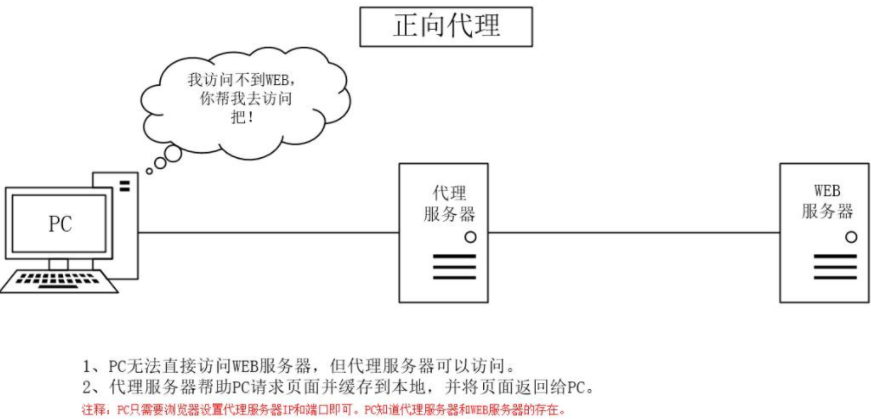 正向代理
我访问不到WEB，
你帮我去访问
把！
PC
代理
服务器
WEB
服务器
1、PC无法直接访问WEB服务器，但代理服务器可以访问。
2、代理服务器帮助PC请求页面并缓存到本地，并将页面返回给PC。
注释：PC只需要浏览器设置代理服务器IP和端口即可。PC知道代理服务器和WEB服务器的存在。